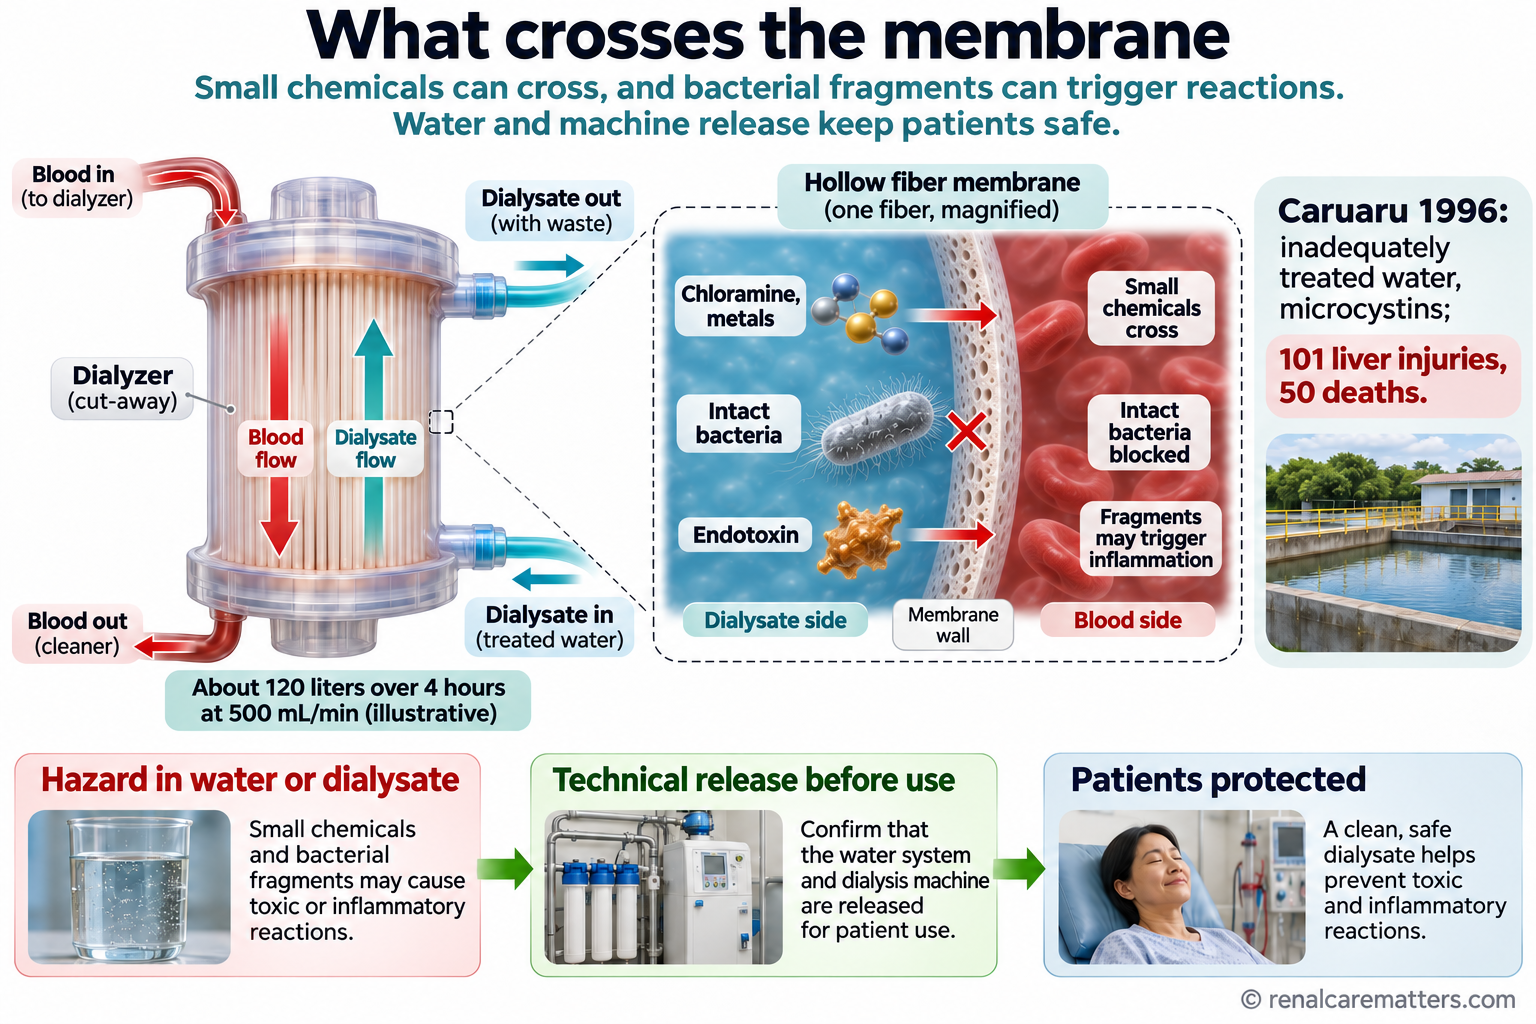 What crosses the membrane
Small chemicals can cross, and bacterial fragments can trigger reactions.
Water and machine release keep patients safe.
Blood in
(to dialyzer)
Dialysate out
(with waste)
Dialyzer
(cut-away)
Blood
flow
Dialysate
flow
Blood out
(cleaner)
Dialysate in
(treated water)
About 120 liters over 4 hours
at 500 mL/min (illustrative)
Hollow fiber membrane
(one fiber, magnified)
Chloramine,
metals
Small
chemicals
cross
Intact
bacteria
Intact
bacteria
blocked
Endotoxin
Fragments
may trigger
inflammation
Dialysate side
Membrane
wall
Blood side
Caruaru 1996:
inadequately
treated water,
microcystins;
101 liver injuries,
50 deaths.
Hazard in water or dialysate
Small chemicals
and bacterial
fragments may cause
toxic or inflammatory
reactions.
Technical release before use
Confirm that
the water system
and dialysis machine
are released
for patient use.
Patients protected
A clean, safe
dialysate helps
prevent toxic
and inflammatory
reactions.
© renalcarematters.com